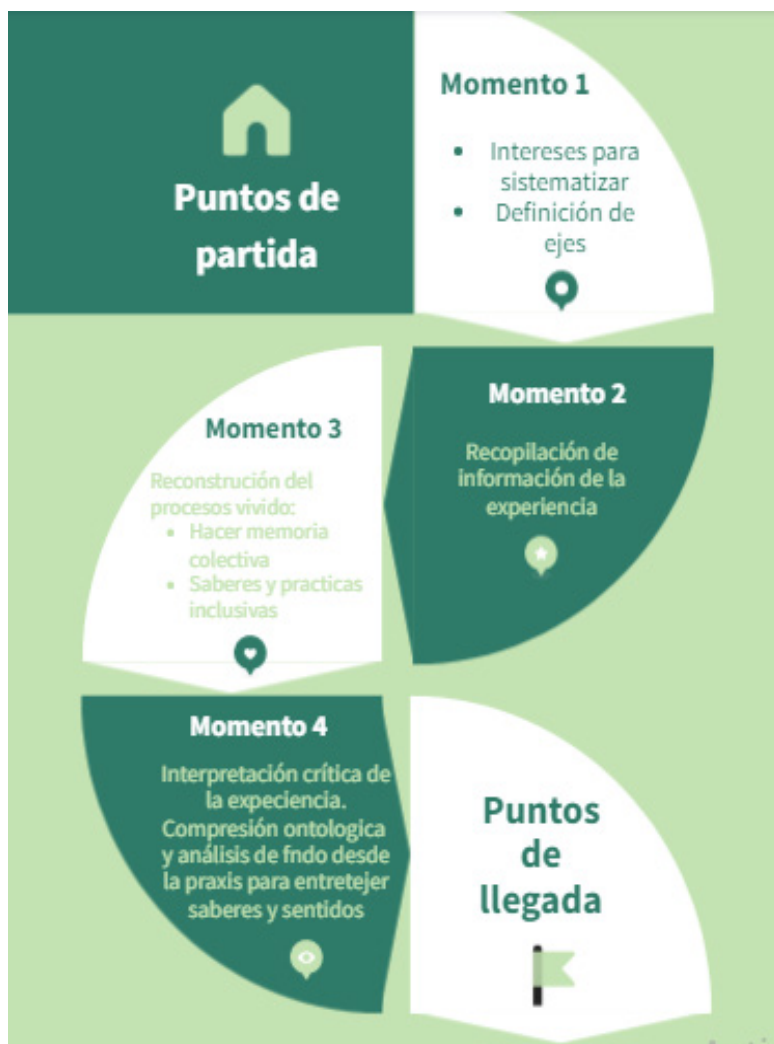 Puntos de
partida
Momento 1
• Intereses para
sistematizar
• Definición de
ejes
Momento 2
Recopilación de
información de la
experiencia
Momento 3
Reconstrución del
procesos vivido:
• Hacer memoria
colectiva
• Saberes y practicas
inclusivas
Momento 4
Interpretación crítica de
la expeciencia.
Compresión ontologica
y análisis de fndo desde
la praxis para entretejer
saberes y sentidos
Puntos
de
llegada